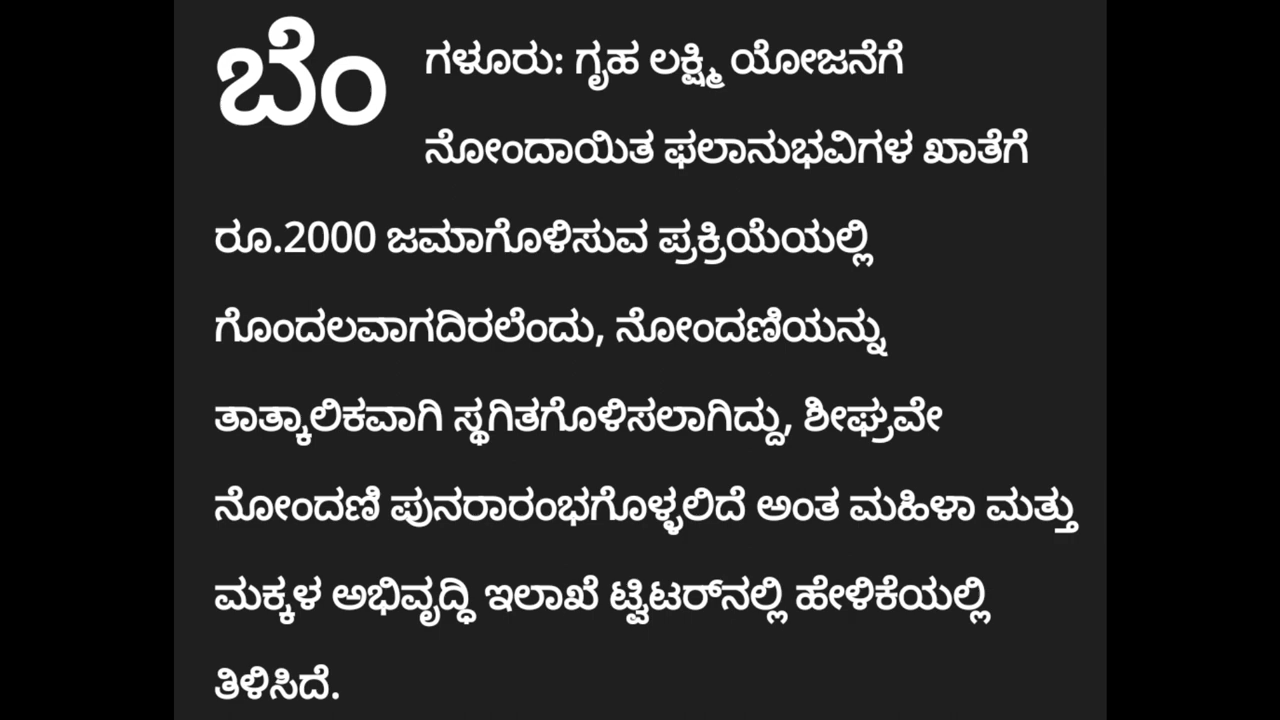 ಬೆಂಗಳೂರು: ಗೃಹ ಲಕ್ಷ್ಮಿ ಯೋಜನೆಗೆ
ನೋಂದಾಯಿತ ಫಲಾನುಭವಿಗಳ ಖಾತೆಗೆ
ರೂ.2000 ಜಮಾಗೊಳಿಸುವ ಪ್ರಕ್ರಿಯೆಯಲ್ಲಿ
ಗೊಂದಲವಾಗದಿರಲೆಂದು, ನೋಂದಣಿಯನ್ನು
ತಾತ್ಕಾಲಿಕವಾಗಿ ಸ್ಥಗಿತಗೊಳಿಸಲಾಗಿದ್ದು, ಶೀಘ್ರವೇ
ನೋಂದಣಿ ಪುನರಾರಂಭಗೊಳ್ಳಲಿದೆ ಅಂತ ಮಹಿಳಾ ಮತ್ತು
ಮಕ್ಕಳ ಅಭಿವೃದ್ಧಿ ಇಲಾಖೆ ಟ್ವಿಟರ್‌ನಲ್ಲಿ ಹೇಳಿಕೆಯಲ್ಲಿ
ತಿಳಿಸಿದೆ.